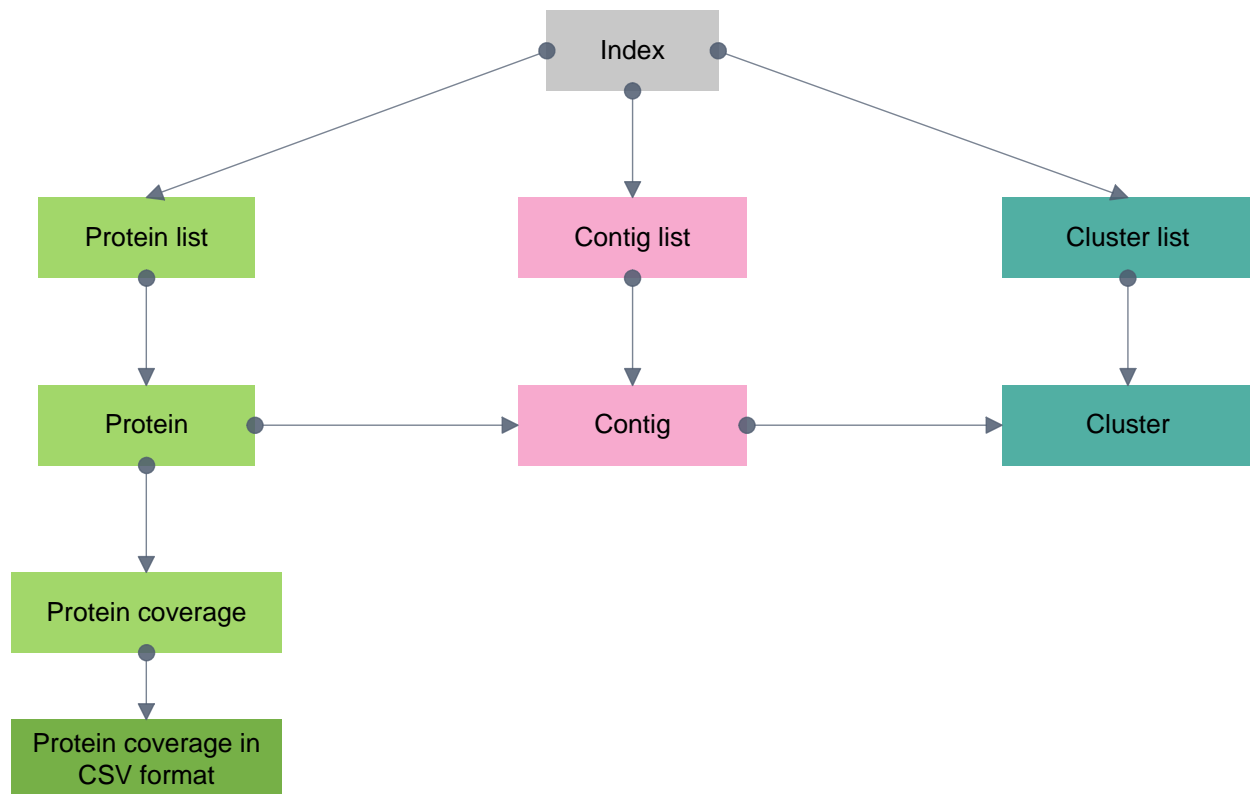 Index
Protein list
Contig list
Cluster list
Protein
Contig
Cluster
Protein coverage
Protein coverage in
CSV format